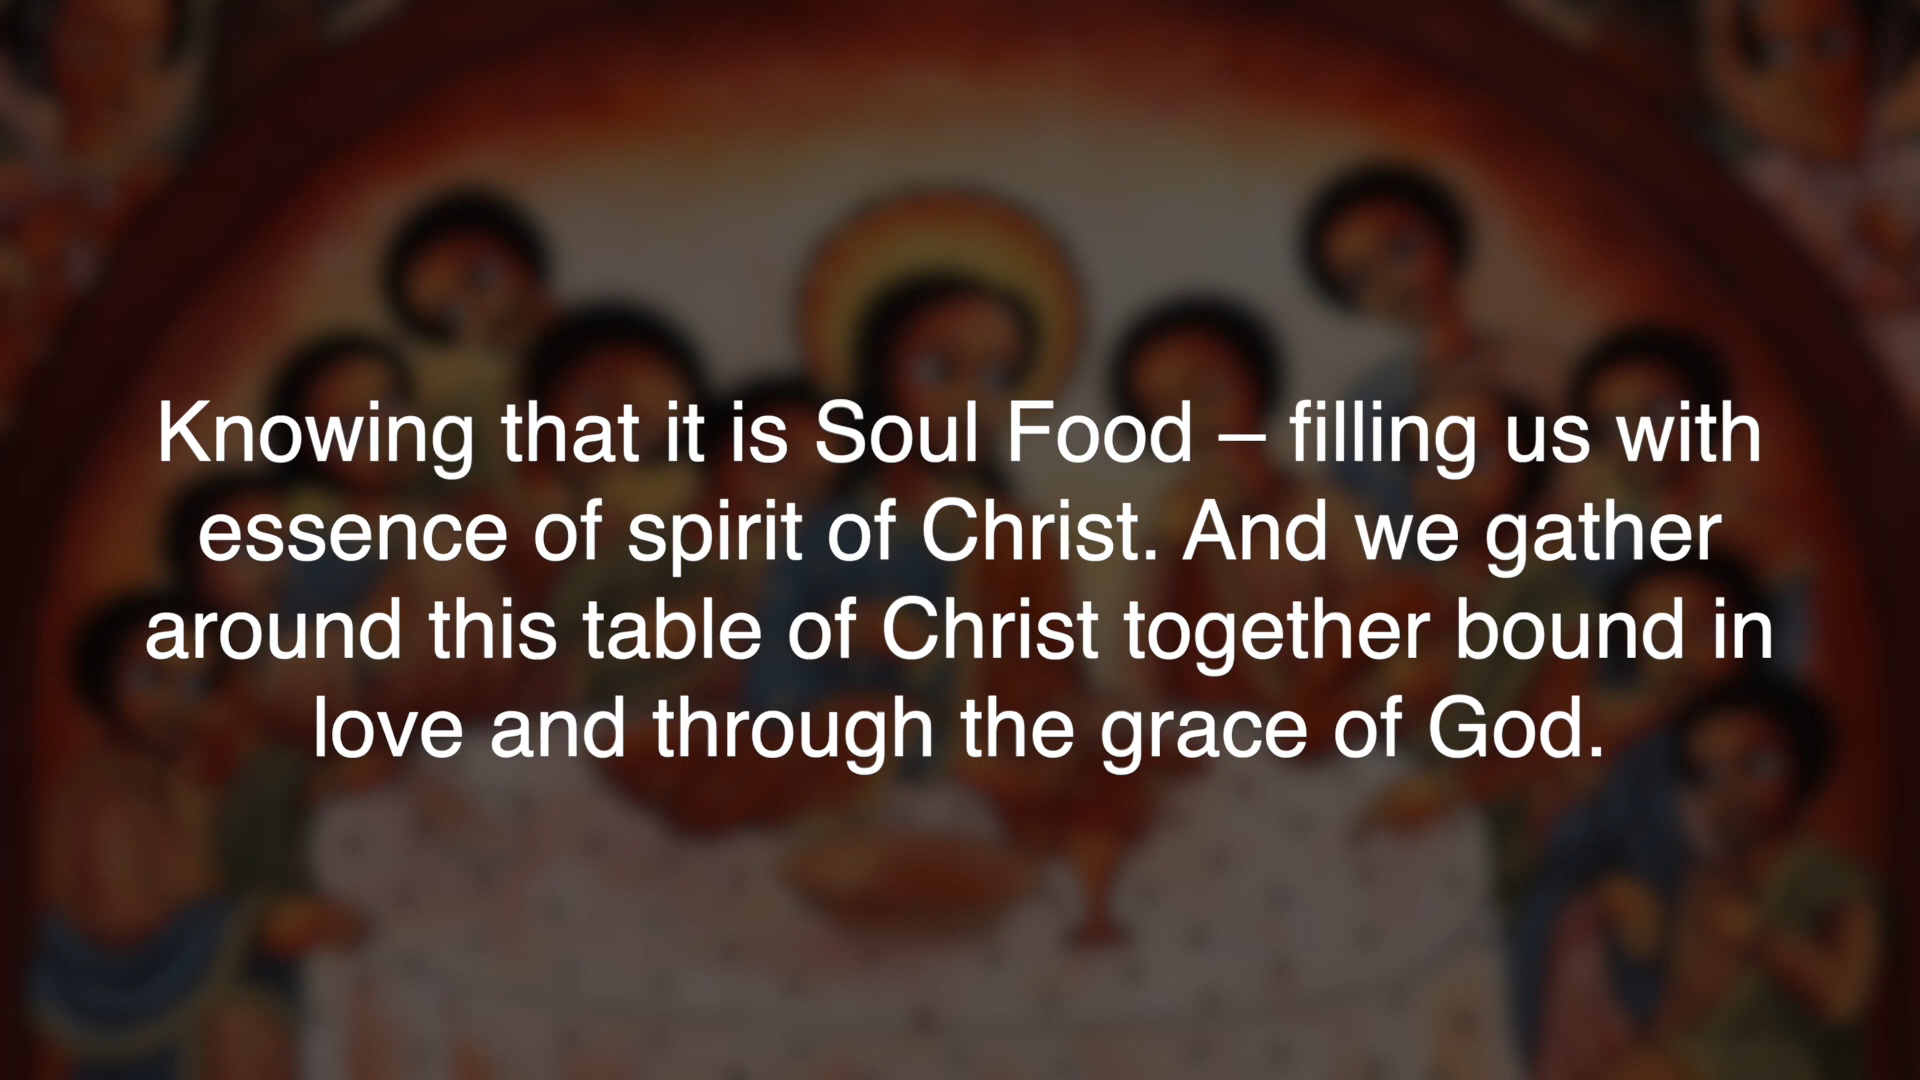 Knowing that it is Soul Food – filling us with
essence of spirit of Christ. And we gather
around this table of Christ together bound in
love and through the grace of God.